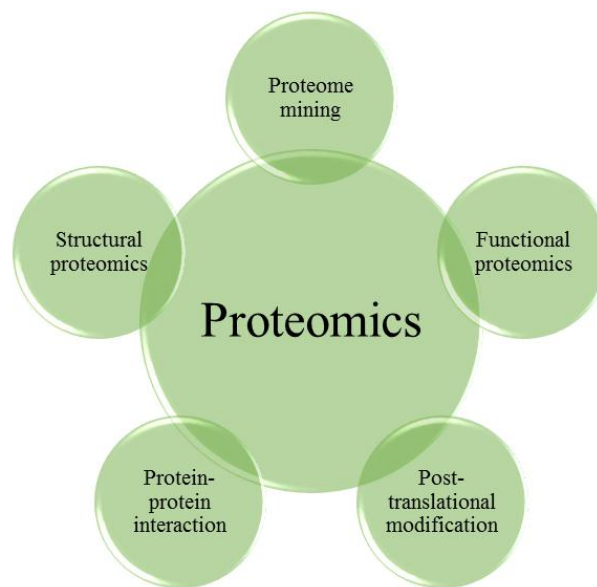 Proteome
mining
Structural
proteomics
Functional
proteomics
Proteomics
Protein-
protein
interaction
Post-
translational
modification